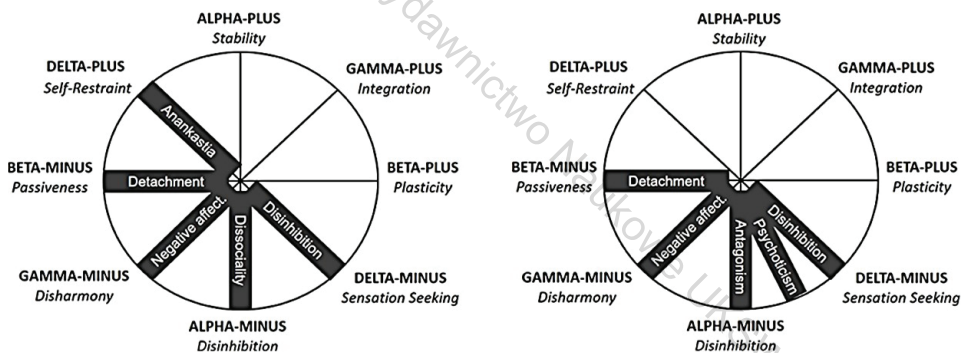 ALPHA-PLUS
Stability
DELTA-PLUS
Self-Restraint
GAMMA-PLUS
Integration
Anankastia
BETA-MINUS
Passiveness
Detachment
BETA-PLUS
Plasticity
Negative affect.
Dissociality
Disinhibition
GAMMA-MINUS
Disharmony
DELTA-MINUS
Sensation Seeking
ALPHA-MINUS
Disinhibition
ALPHA-PLUS
Stability
DELTA-PLUS
Self-Restraint
GAMMA-PLUS
Integration
BETA-MINUS
Passiveness
Detachment
BETA-PLUS
Plasticity
Negative affect.
Antagonism
Psychoticism
Disinhibition
GAMMA-MINUS
Disharmony
DELTA-MINUS
Sensation Seeking
ALPHA-MINUS
Disinhibition
Naukowe